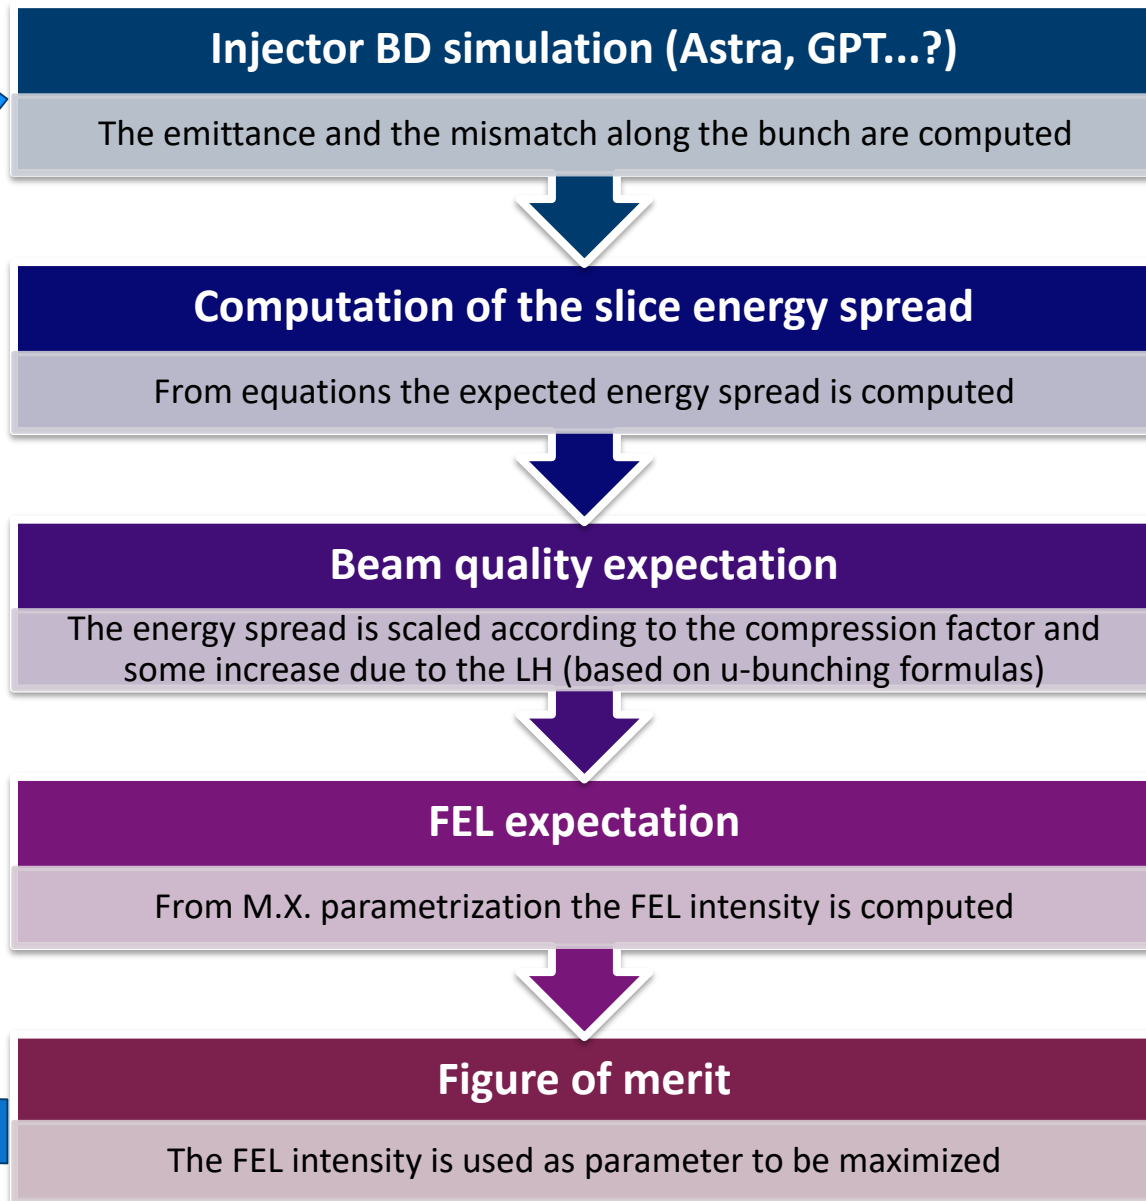 Injector BD simulation (Astra, GPT...?)
The emittance and the mismatch along the bunch are computed
Computation of the slice energy spread
From equations the expected energy spread is computed
Beam quality expectation
The energy spread is scaled according to the compression factor and
some increase due to the LH (based on u-bunching formulas)
FEL expectation
From M.X. parametrization the FEL intensity is computed
Figure of merit
The FEL intensity is used as parameter to be maximized